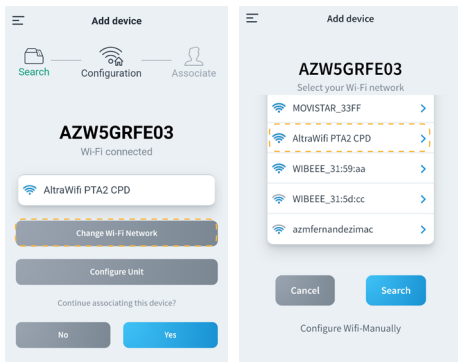 Add device
Search
Configuration
Associate
AZW5GRFE03
Wi-Fi connected
AltraWifi PTA2 CPD
Change Wi-Fi Network
Configure Unit
Continue associating this device?
No
Yes
Add device
AZW5GRFE03
Select your Wi-Fi network
MOVISTAR_33FF
AltraWifi PTA2 CPD
WIBEEE_31:59:aa
WIBEEE_31:5d:cc
azmfernandezimac
Cancel
Search
Configure Wifi-Manually